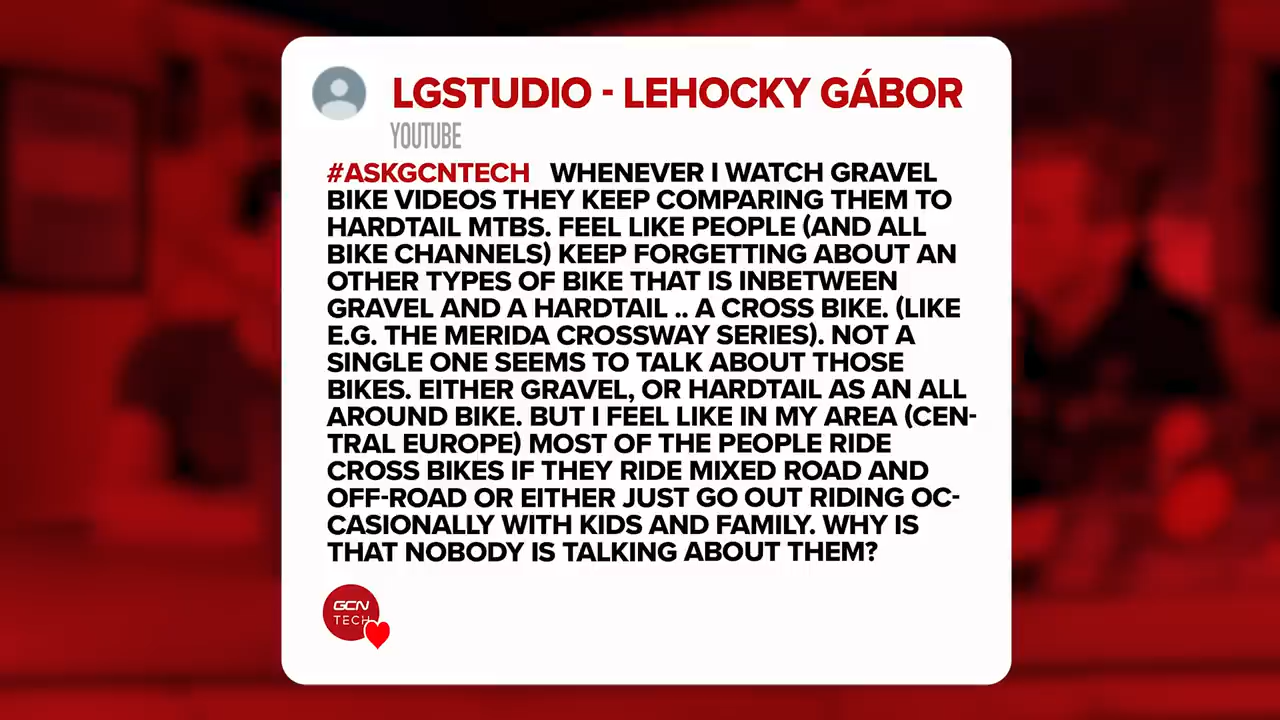 LGSTUDIO - LEHOCKY GÁBOR
YOUTUBE
#ASKGCNTECH WHENEVER I WATCH GRAVEL
BIKE VIDEOS THEY KEEP COMPARING THEM TO
HARDTAIL MTBS. FEEL LIKE PEOPLE (AND ALL
BIKE CHANNELS) KEEP FORGETTING ABOUT AN
OTHER TYPES OF BIKE THAT IS INBETWEEN
GRAVEL AND A HARDTAIL .. A CROSS BIKE. (LIKE
E.G. THE MERIDA CROSSWAY SERIES). NOT A
SINGLE ONE SEEMS TO TALK ABOUT THOSE
BIKES. EITHER GRAVEL, OR HARDTAIL AS AN ALL
AROUND BIKE. BUT I FEEL LIKE IN MY AREA (CEN-
TRAL EUROPE) MOST OF THE PEOPLE RIDE
CROSS BIKES IF THEY RIDE MIXED ROAD AND
OFF-ROAD OR EITHER JUST GO OUT RIDING OC-
CASIONALLY WITH KIDS AND FAMILY. WHY IS
THAT NOBODY IS TALKING ABOUT THEM?
GCN
TECH